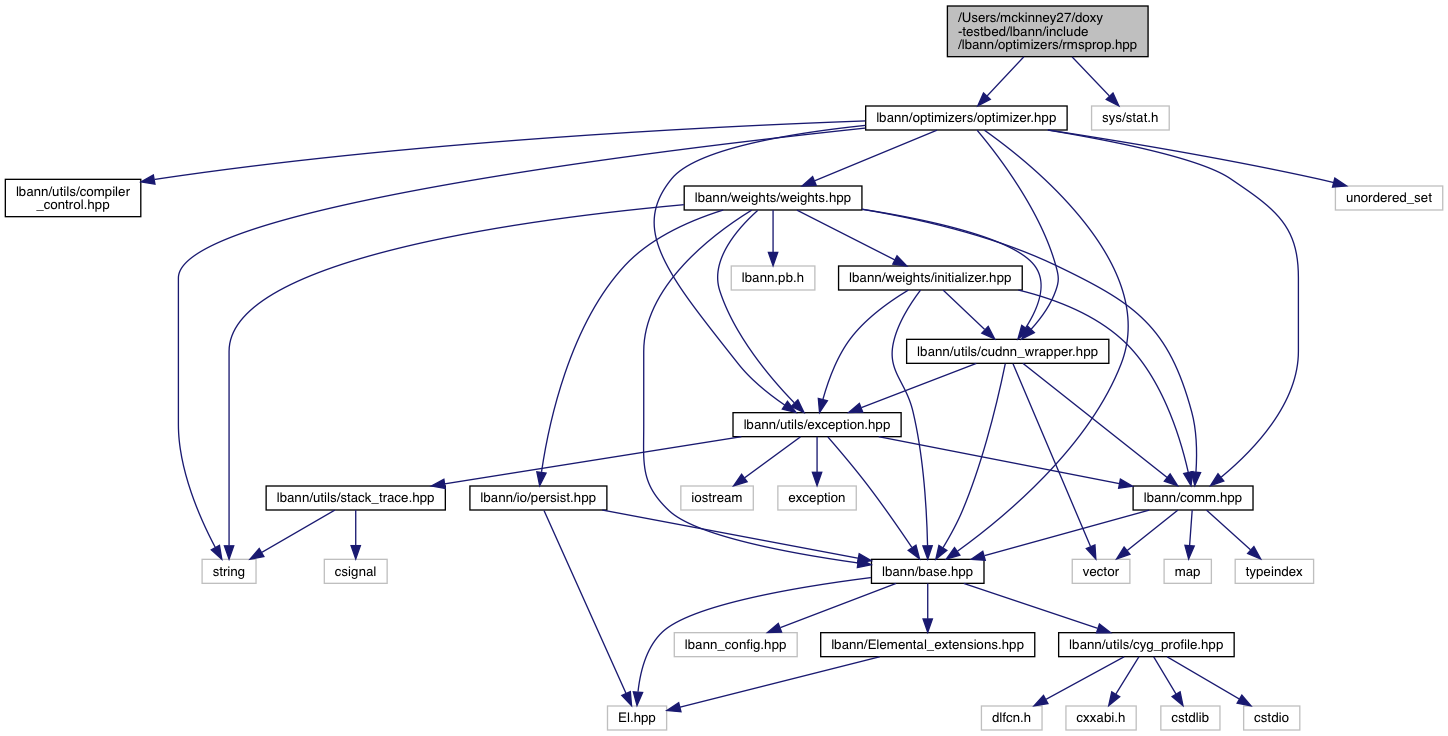 /Users/mckinney27/doxy
-testbed/lbann/include
/lbann/optimizers/rmsprop.hpp
lbann/optimizers/optimizer.hpp
sys/stat.h
lbann/utils/compiler
_control.hpp
lbann/weights/weights.hpp
unordered_set
lbann.pb.h
lbann/weights/initializer.hpp
lbann/utils/cudnn_wrapper.hpp
lbann/utils/exception.hpp
lbann/utils/stack_trace.hpp
lbann/io/persist.hpp
iostream
exception
lbann/comm.hpp
string
csignal
lbann/base.hpp
vector
map
typeindex
lbann_config.hpp
lbann/Elemental_extensions.hpp
lbann/utils/cyg_profile.hpp
El.hpp
dlfcn.h
cxxabi.h
cstdlib
cstdio